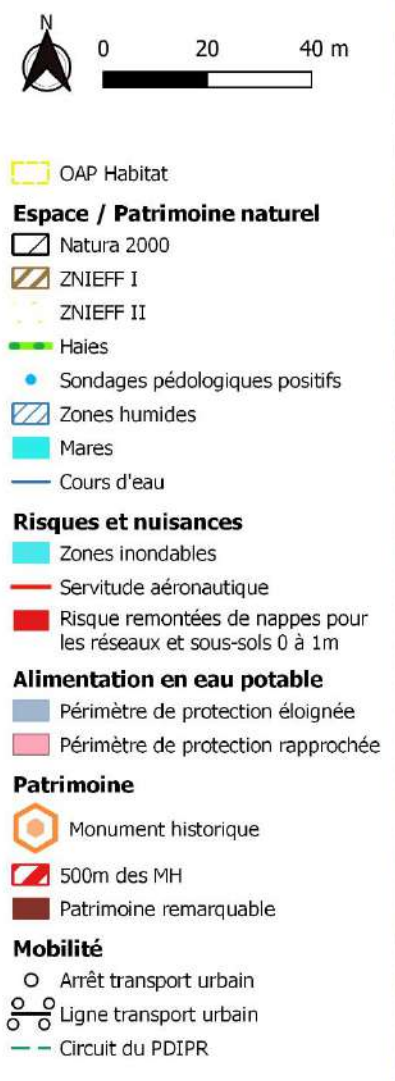 N
0 20 40 m
OAP Habitat
Espace / Patrimoine naturel
Natura 2000
ZNIEFF I
ZNIEFF II
Haies
Sondages pédologiques positifs
Zones humides
Mares
Cours d'eau
Risques et nuisances
Zones inondables
Servitude aéronautique
Risque remontées de nappes pour
les réseaux et sous-sols 0 à 1m
Alimentation en eau potable
Périmètre de protection éloignée
Périmètre de protection rapprochée
Patrimoine
Monument historique
500m des MH
Patrimoine remarquable
Mobilité
Arrêt transport urbain
Ligne transport urbain
Circuit du PDIPR